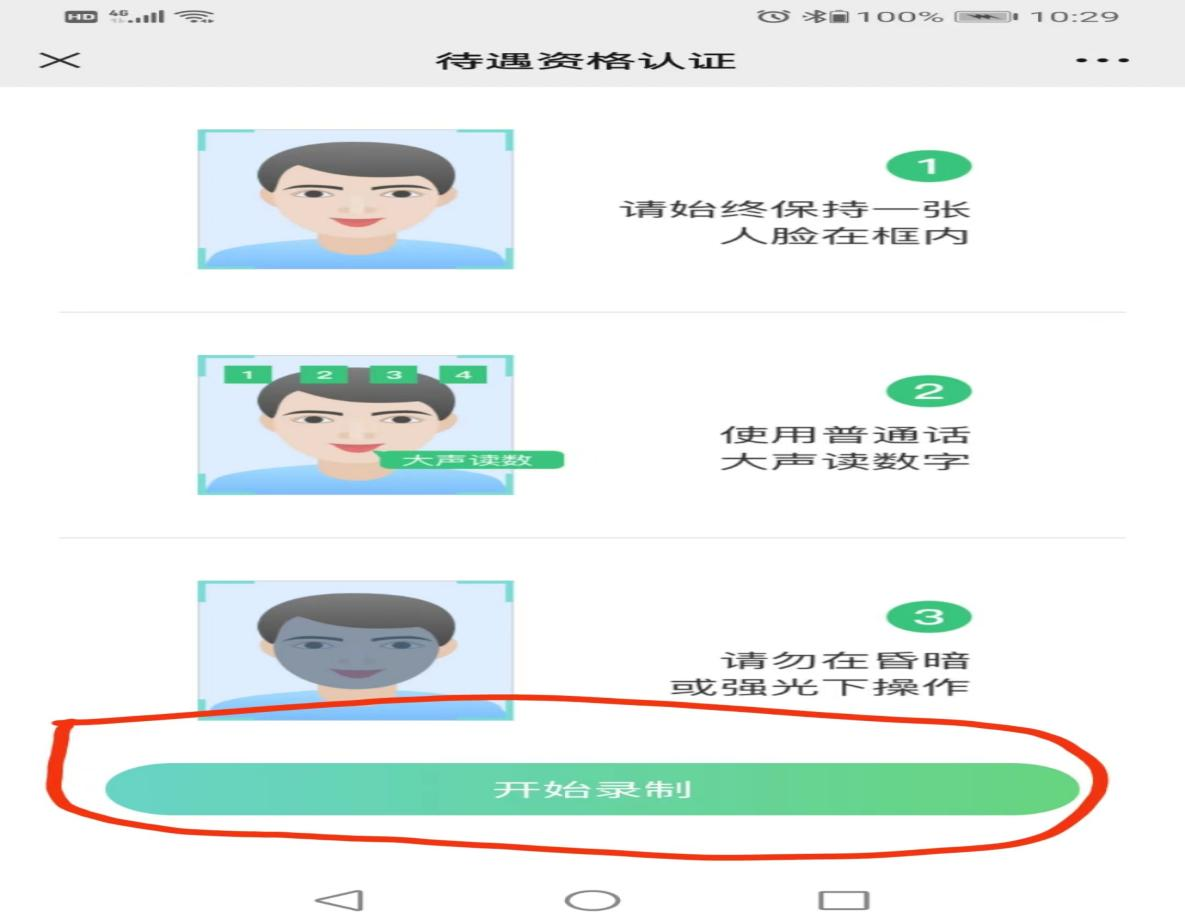 HD 4G 100% 10:29
待遇资格认证
1
请始终保持一张
人脸在框内
1 2 3 4
大声读数
2
使用普通话
大声读数字
3
请勿在昏暗
或强光下操作
开始录制